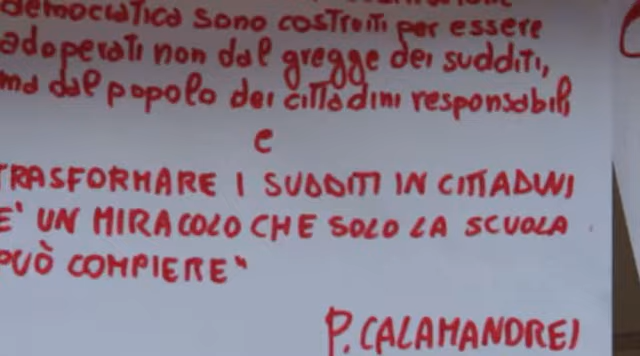 democratica sono costruiti per essere
adoperati non dal gregge dei sudditi,
ma dal popolo dei cittadini responsabili
e
TRASFORMARE I SUDDITI IN CITTADINI
E' UN MIRACOLO CHE SOLO LA SCUOLA
PUÒ COMPIERE"
P. CALAMANDREI